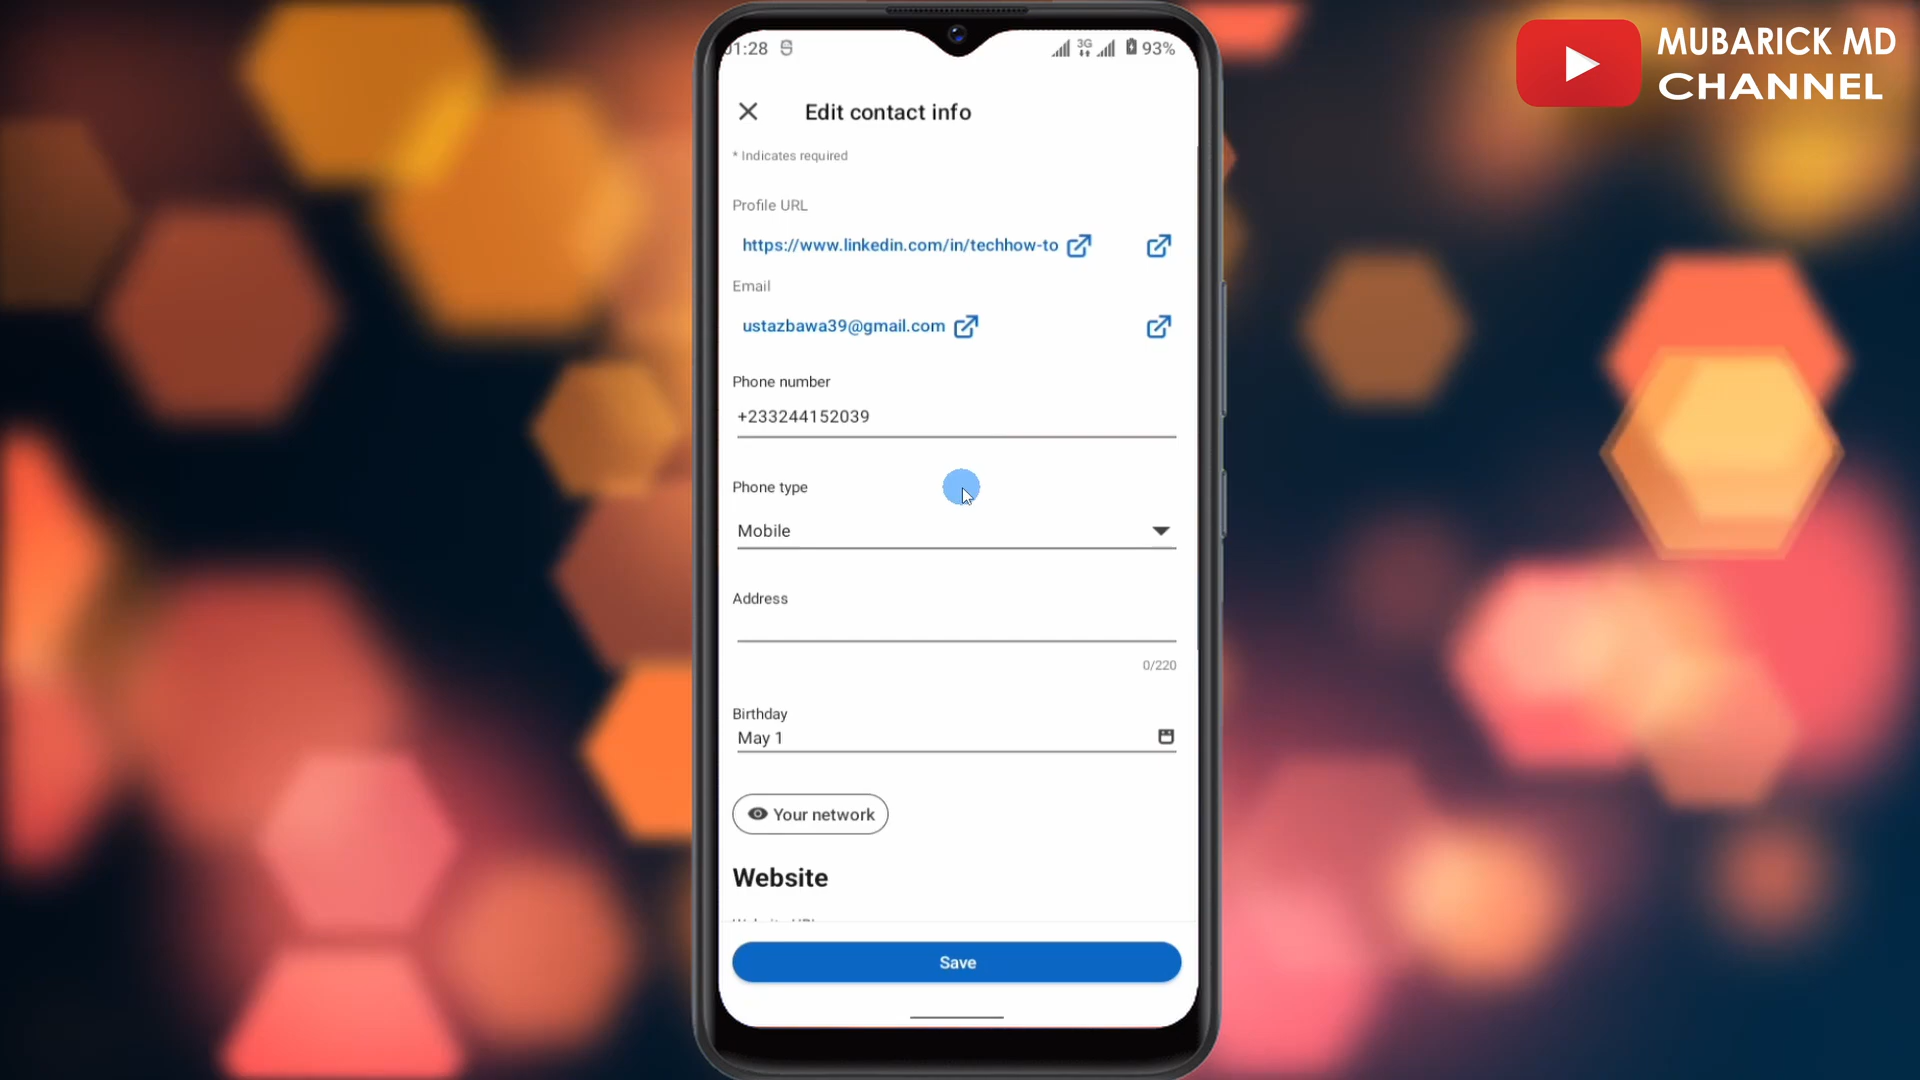 01:28
3G
93%
Edit contact info
* Indicates required
Profile URL
https://www.linkedin.com/in/techhow-to
Email
ustazbawa39@gmail.com
Phone number
+233244152039
Phone type
Mobile
Address
0/220
Birthday
May 1
Your network
Website
Save
MUBARICK MD
CHANNEL